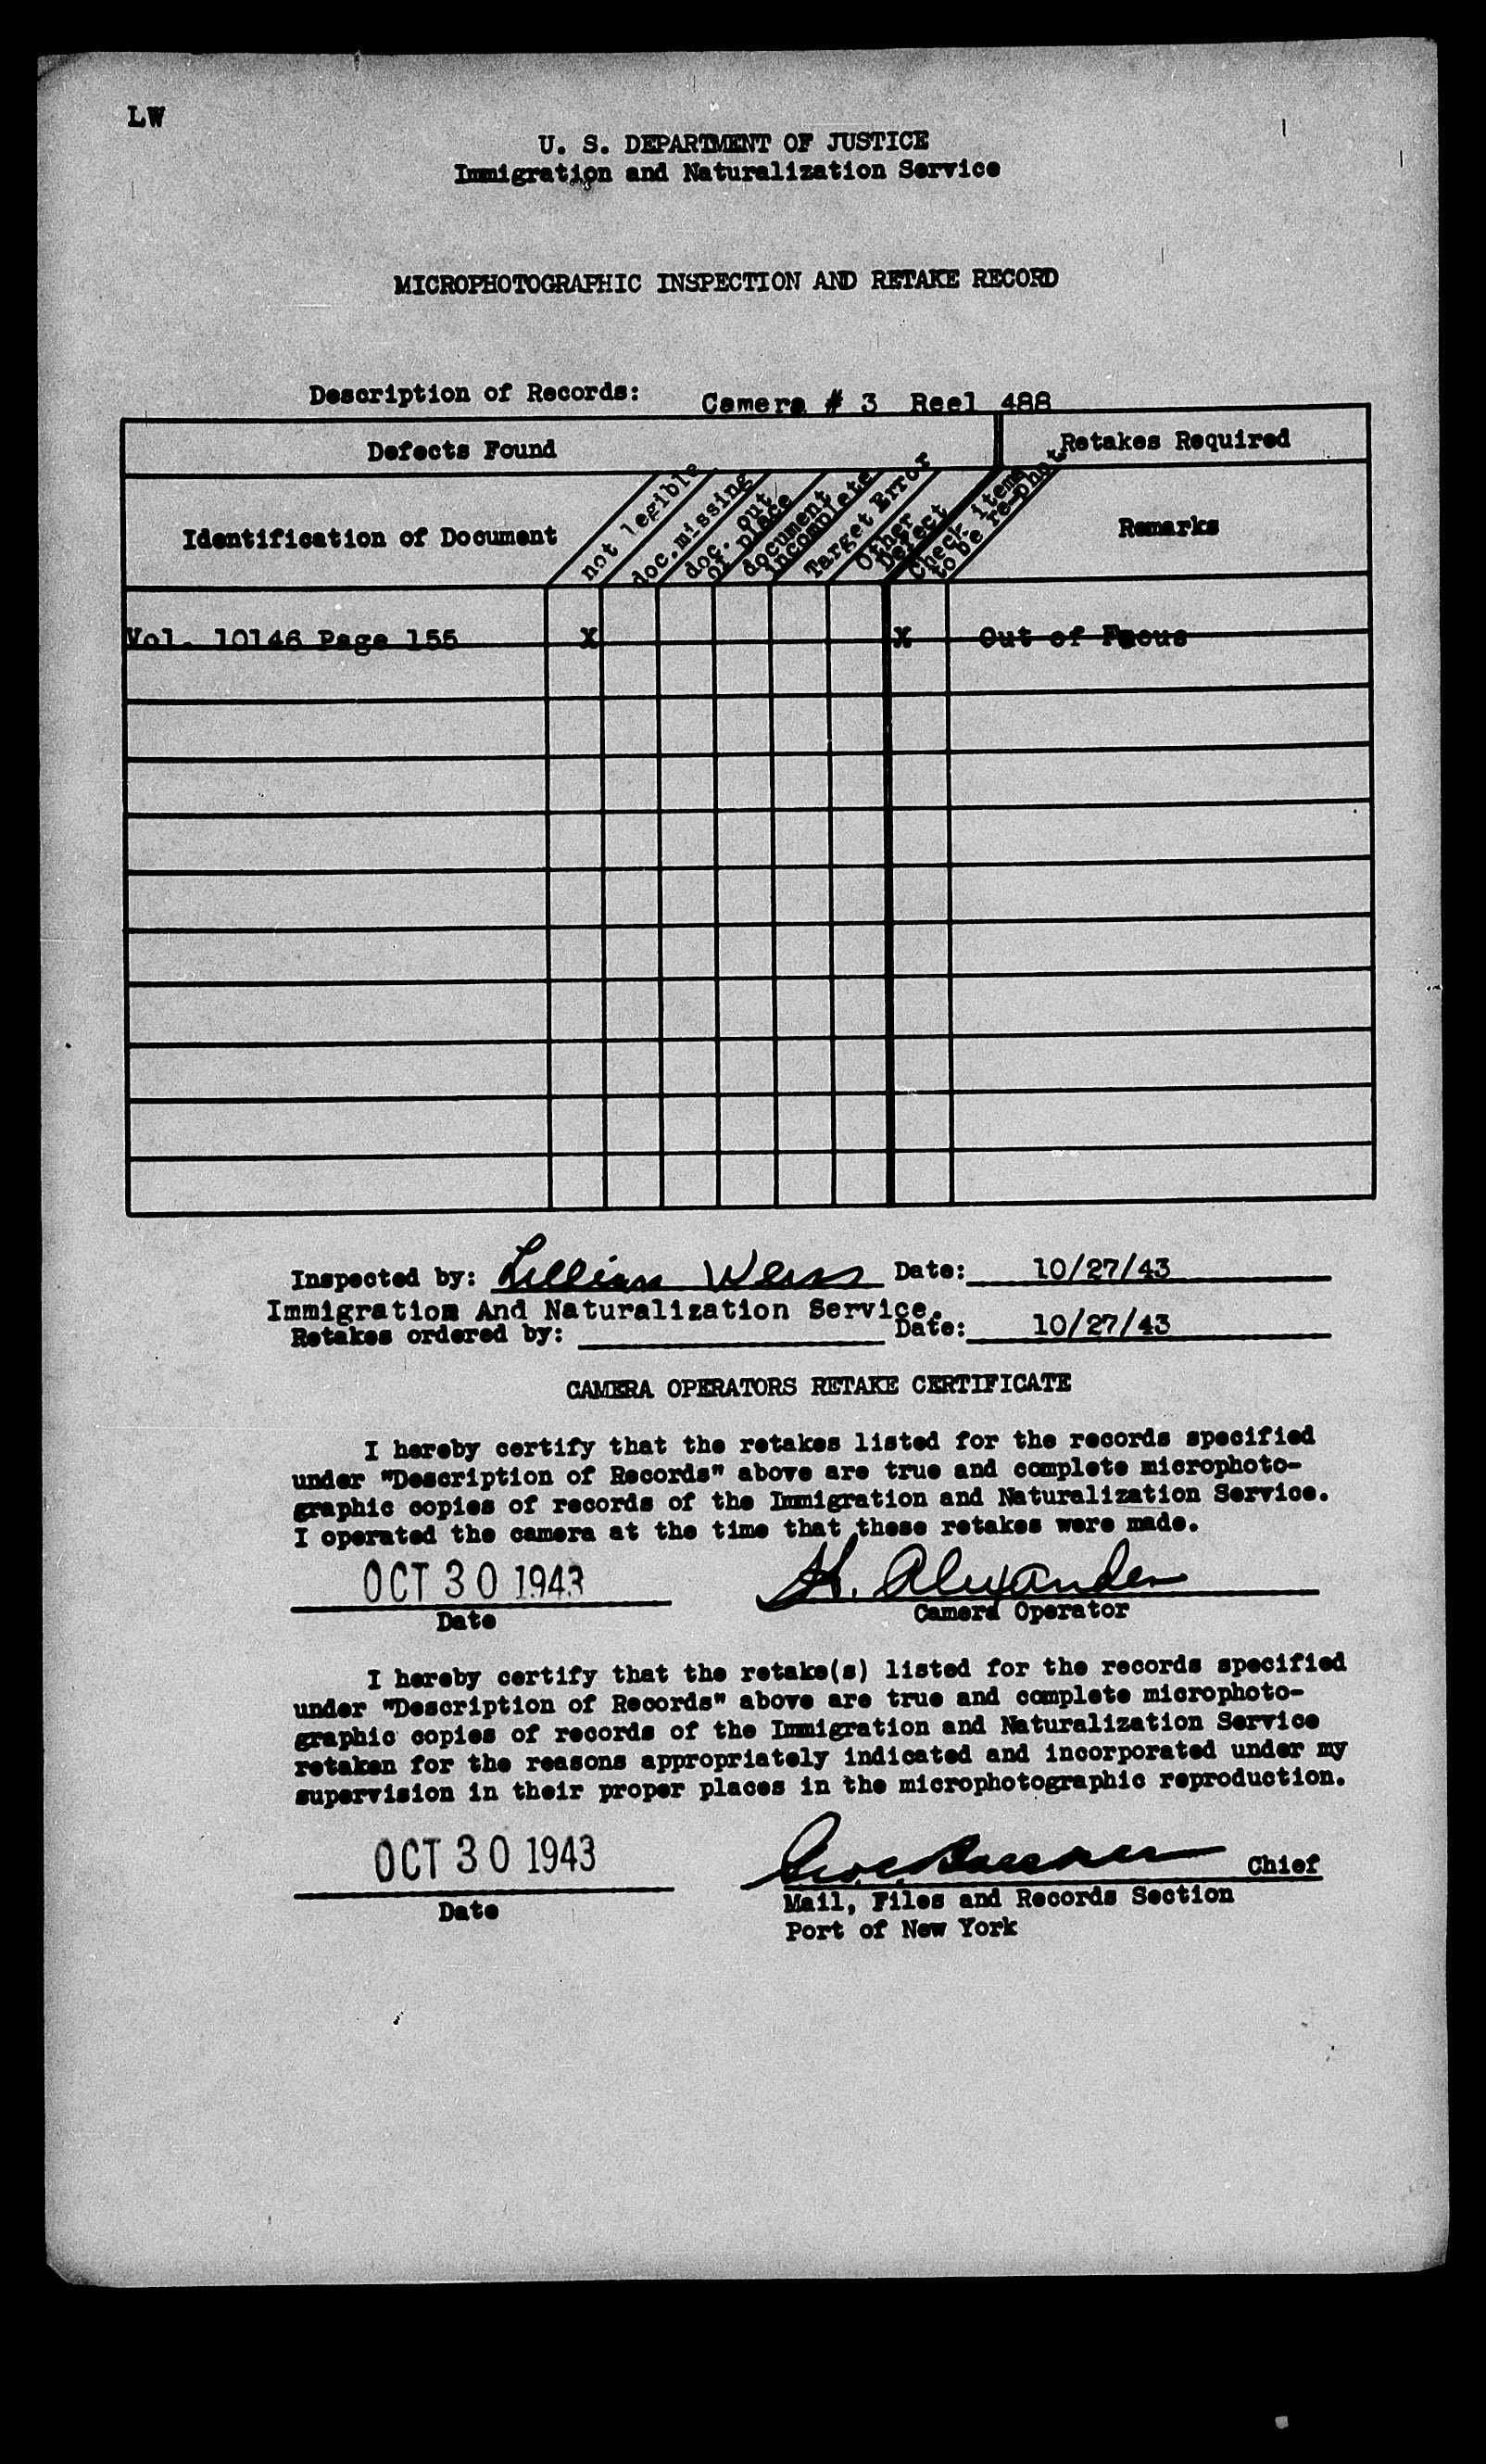 LW
U. S. DEPARTMENT OF JUSTICE
Immigration and Naturalization Service
MICROPHOTOGRAPHIC INSPECTION AND RETAKE RECORD
Description of Records: Camera # 3 Reel 488
Defects Found
Retakes Required
Identification of Document
not legible
doc.missing
doc. out
of place
document
incomplete
Target Error
Other
Defect
Check items
to be re-phot
Remarks
Vol. 10146 Page 155 X X Out of Focus
Inspected by: Lillian Weiss Date: 10/27/43
Immigration And Naturalization Service.
Retakes ordered by: Date: 10/27/43
CAMERA OPERATORS RETAKE CERTIFICATE
I hereby certify that the retakes listed for the records specified
under "Description of Records" above are true and complete microphoto-
graphic copies of records of the Immigration and Naturalization Service.
I operated the camera at the time that these retakes were made.
OCT 30 1943 Alexander
Date Camera Operator
I hereby certify that the retake(s) listed for the records specified
under "Description of Records" above are true and complete microphoto-
graphic copies of records of the Immigration and Naturalization Service
retaken for the reasons appropriately indicated and incorporated under my
supervision in their proper places in the microphotographic reproduction.
OCT 30 1943 Chief
Date Mail, Files and Records Section
Port of New York